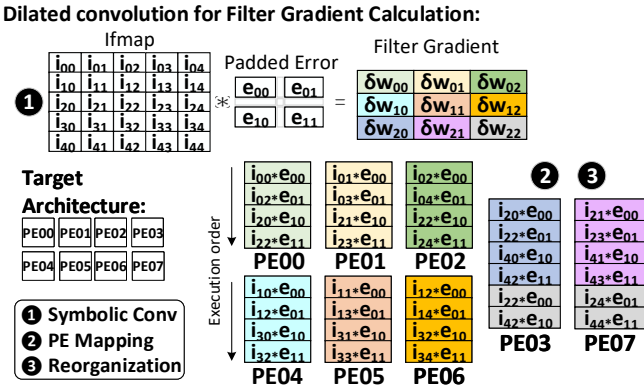 Dilated convolution for Filter Gradient Calculation:
Ifmap
Padded Error
Filter Gradient
1
i00 i01 i02 i03 i04
i10 i11 i12 i13 i14
i20 i21 i22 i23 i24
i30 i31 i32 i33 i34
i40 i41 i42 i43 i44
*
e00 e01
e10 e11
=
δw00 δw01 δw02
δw10 δw11 δw12
δw20 δw21 δw22
Target
Architecture:
PE00 PE01 PE02 PE03
PE04 PE05 PE06 PE07
1 Symbolic Conv
2 PE Mapping
3 Reorganization
Execution order
i00*e00
i02*e01
i20*e10
i22*e11
PE00
i01*e00
i03*e01
i21*e10
i23*e11
PE01
i02*e00
i04*e01
i22*e10
i24*e11
PE02
i10*e00
i12*e01
i30*e10
i32*e11
PE04
i11*e00
i13*e01
i31*e10
i33*e11
PE05
i12*e00
i14*e01
i32*e10
i34*e11
PE06
2 3
i20*e00
i22*e01
i40*e10
i42*e11
i22*e00
i42*e10
PE03
i21*e00
i23*e01
i41*e10
i43*e11
i24*e01
i44*e11
PE07